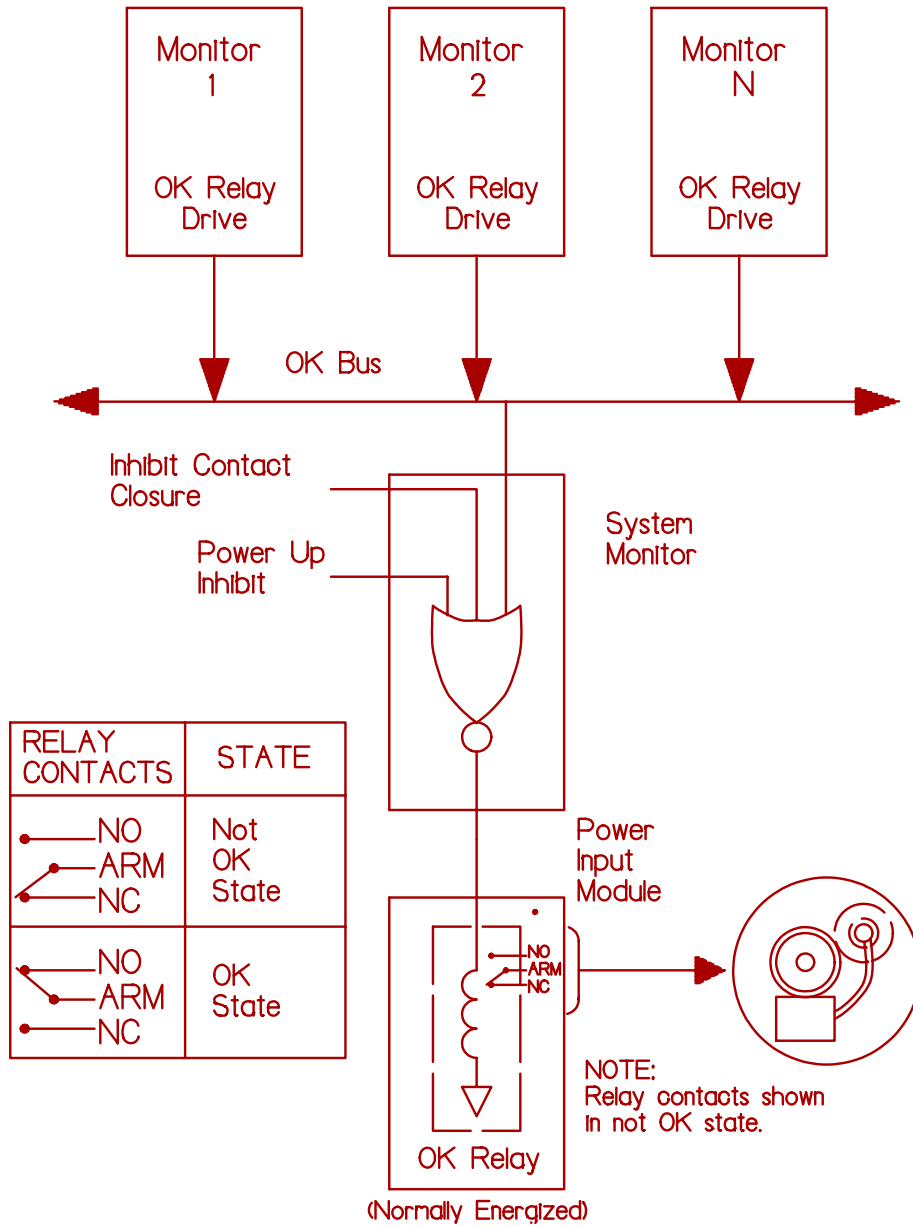 Monitor
1
OK Relay
Drive
Monitor
2
OK Relay
Drive
Monitor
N
OK Relay
Drive
OK Bus
Inhibit Contact
Closure
System
Monitor
Power Up
Inhibit
RELAY
CONTACTS
STATE
NO
ARM
NC
Not
OK
State
NO
ARM
NC
OK
State
Power
Input
Module
NO
ARM
NC
NOTE:
Relay contacts shown
in not OK state.
OK Relay
(Normally Energized)